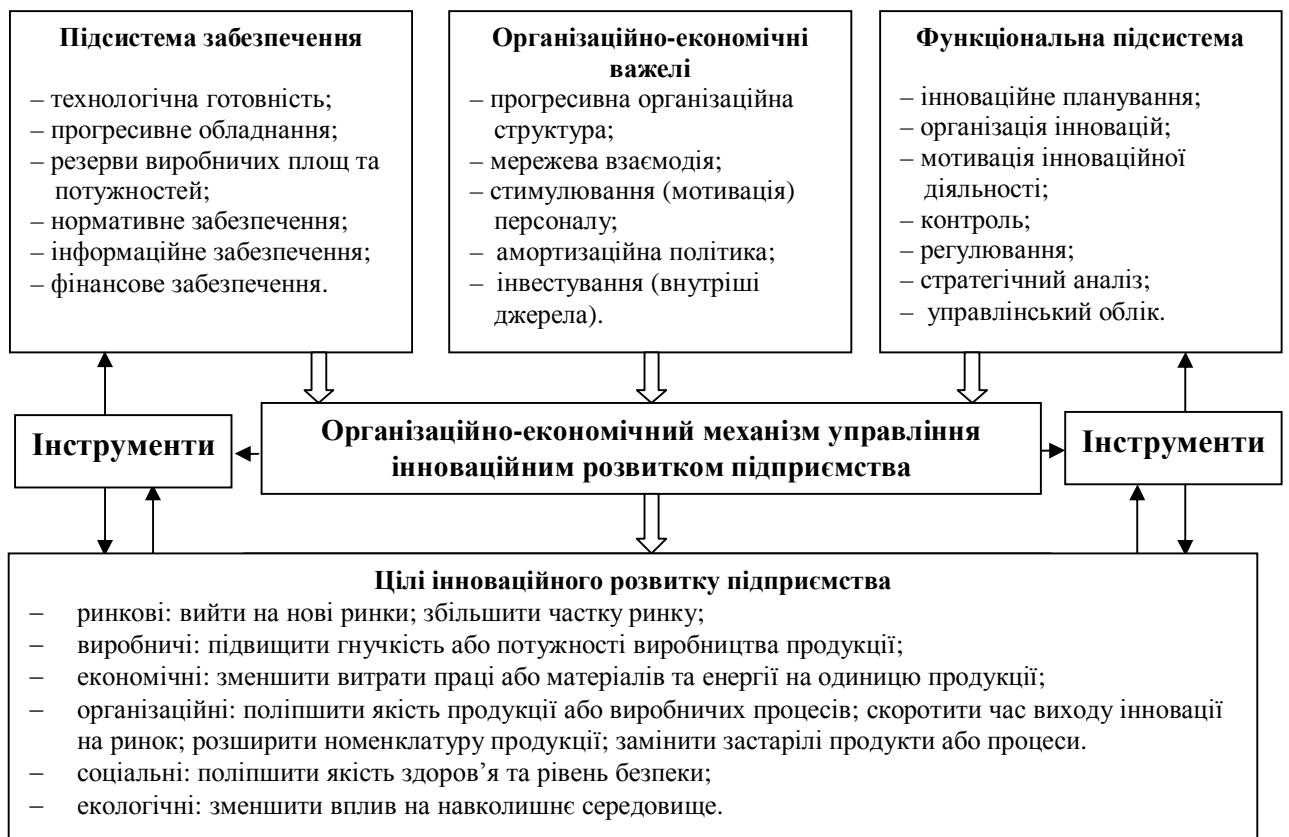 Підсистема забезпечення
– технологічна готовність;
– прогресивне обладнання;
– резерви виробничих площ та
потужностей;
– нормативне забезпечення;
– інформаційне забезпечення;
– фінансове забезпечення.
Організаційно-економічні
важелі
– прогресивна організаційна
структура;
– мережева взаємодія;
– стимулювання (мотивація)
персоналу;
– амортизаційна політика;
– інвестування (внутріші
джерела).
Функціональна підсистема
– інноваційне планування;
– організація інновацій;
– мотивація інноваційної
діяльності;
– контроль;
– регулювання;
– стратегічний аналіз;
– управлінський облік.
Інструменти
Організаційно-економічний механізм управління
інноваційним розвитком підприємства
Інструменти
Цілі інноваційного розвитку підприємства
– ринкові: вийти на нові ринки; збільшити частку ринку;
– виробничі: підвищити гнучкість або потужності виробництва продукції;
– економічні: зменшити витрати праці або матеріалів та енергії на одиницю продукції;
– організаційні: поліпшити якість продукції або виробничих процесів; скоротити час виходу інновації
на ринок; розширити номенклатуру продукції; замінити застарілі продукти або процеси.
– соціальні: поліпшити якість здоров’я та рівень безпеки;
– екологічні: зменшити вплив на навколишнє середовище.